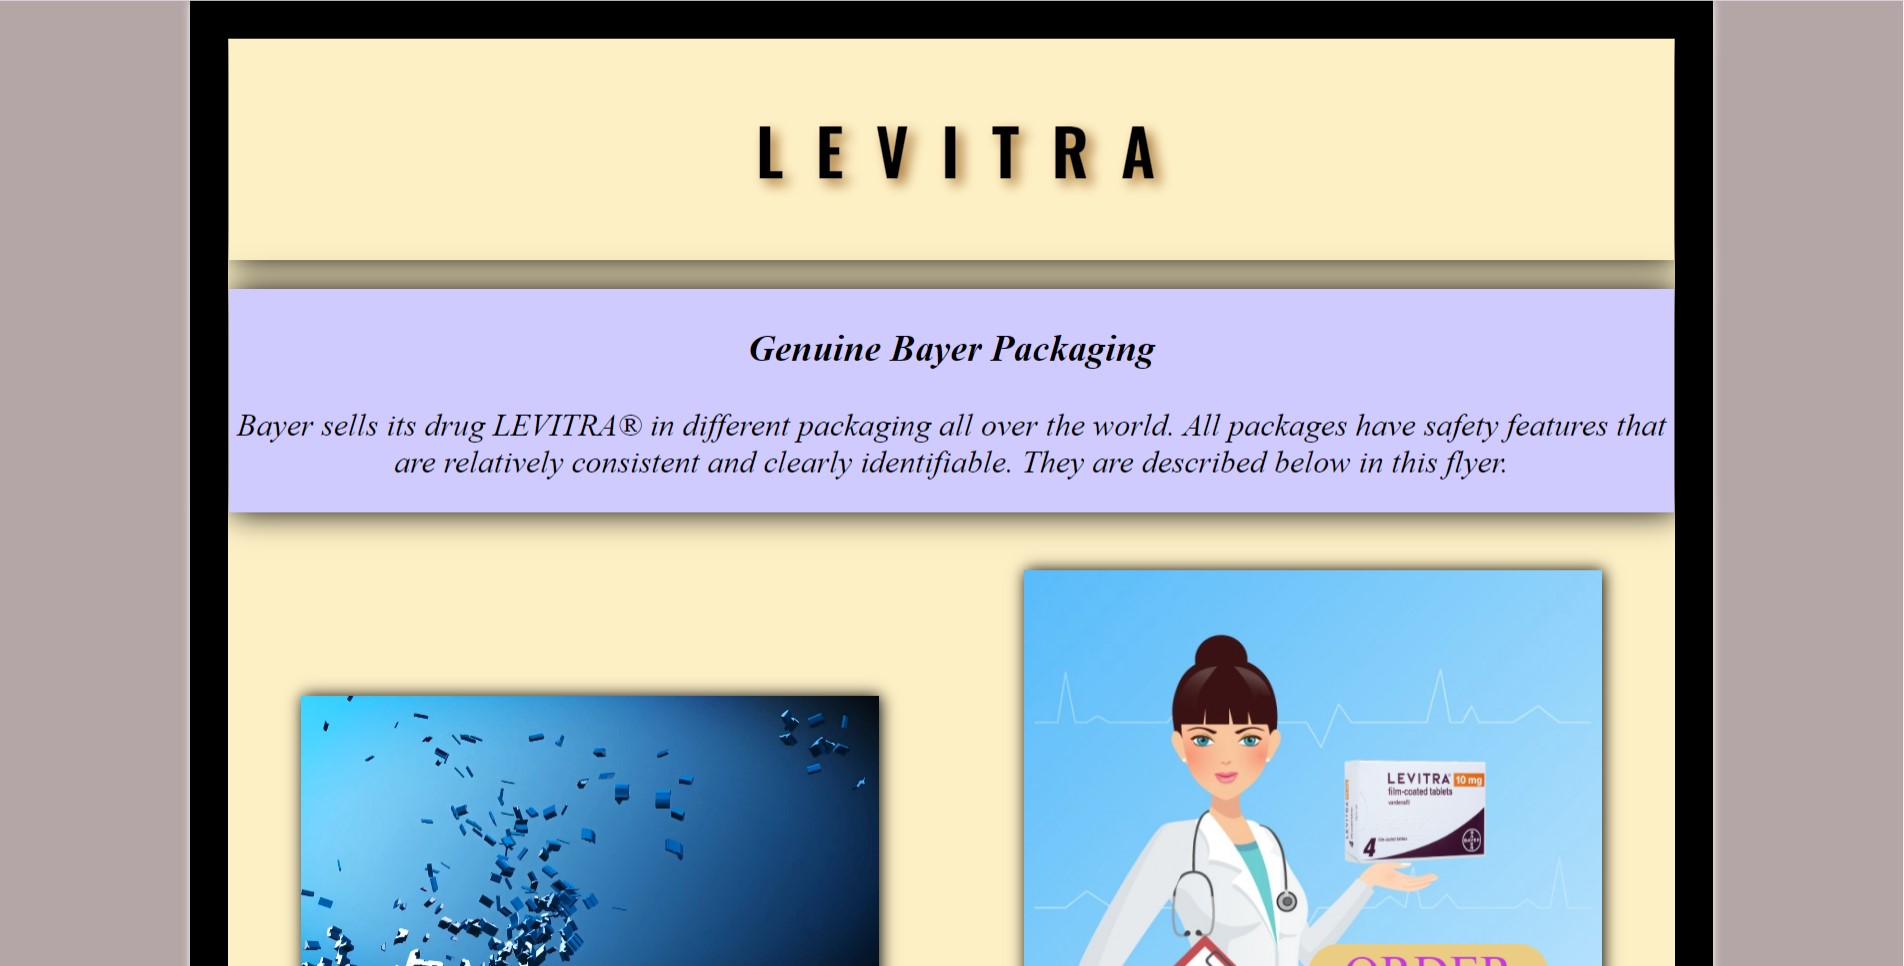 LEVITRA
Genuine Bayer Packaging
Bayer sells its drug LEVITRA® in different packaging all over the world. All packages have safety features that
are relatively consistent and clearly identifiable. They are described below in this flyer.
LEVITRA 10 mg
film-coated tablets
vardenafil
4
ORDER